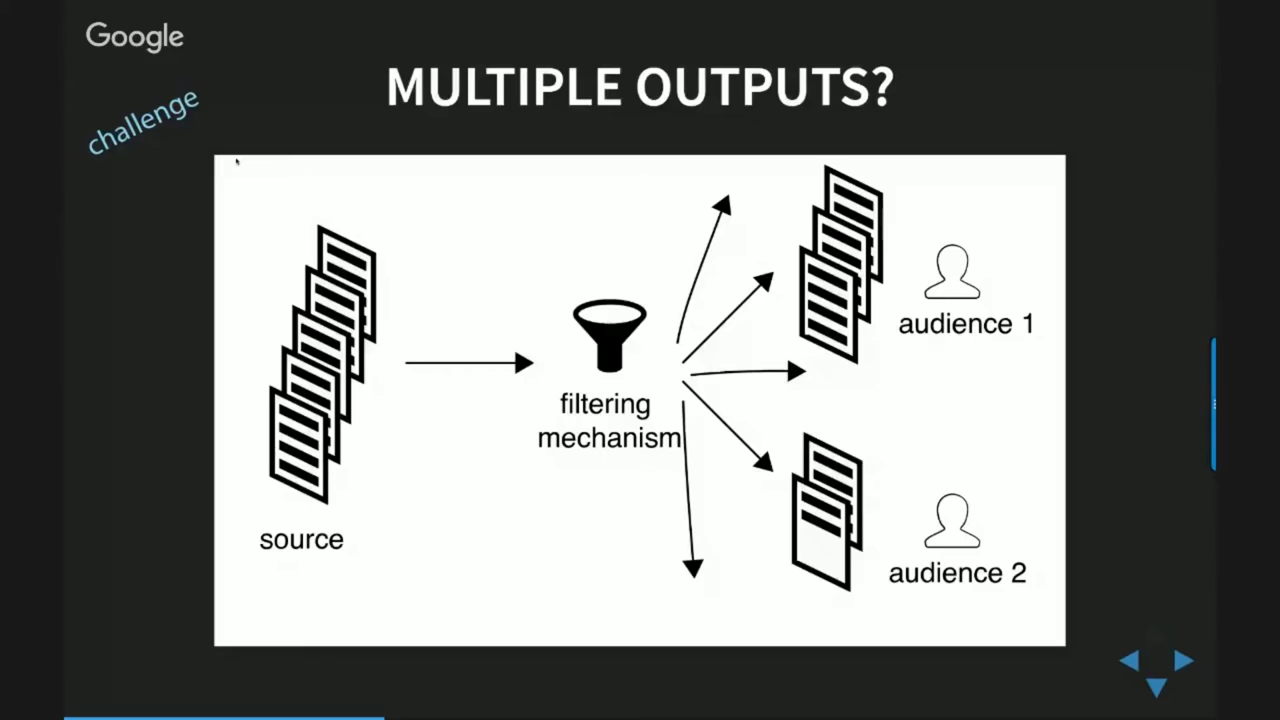 Google
challenge
MULTIPLE OUTPUTS?
audience 1
filtering
mechanism
source
audience 2